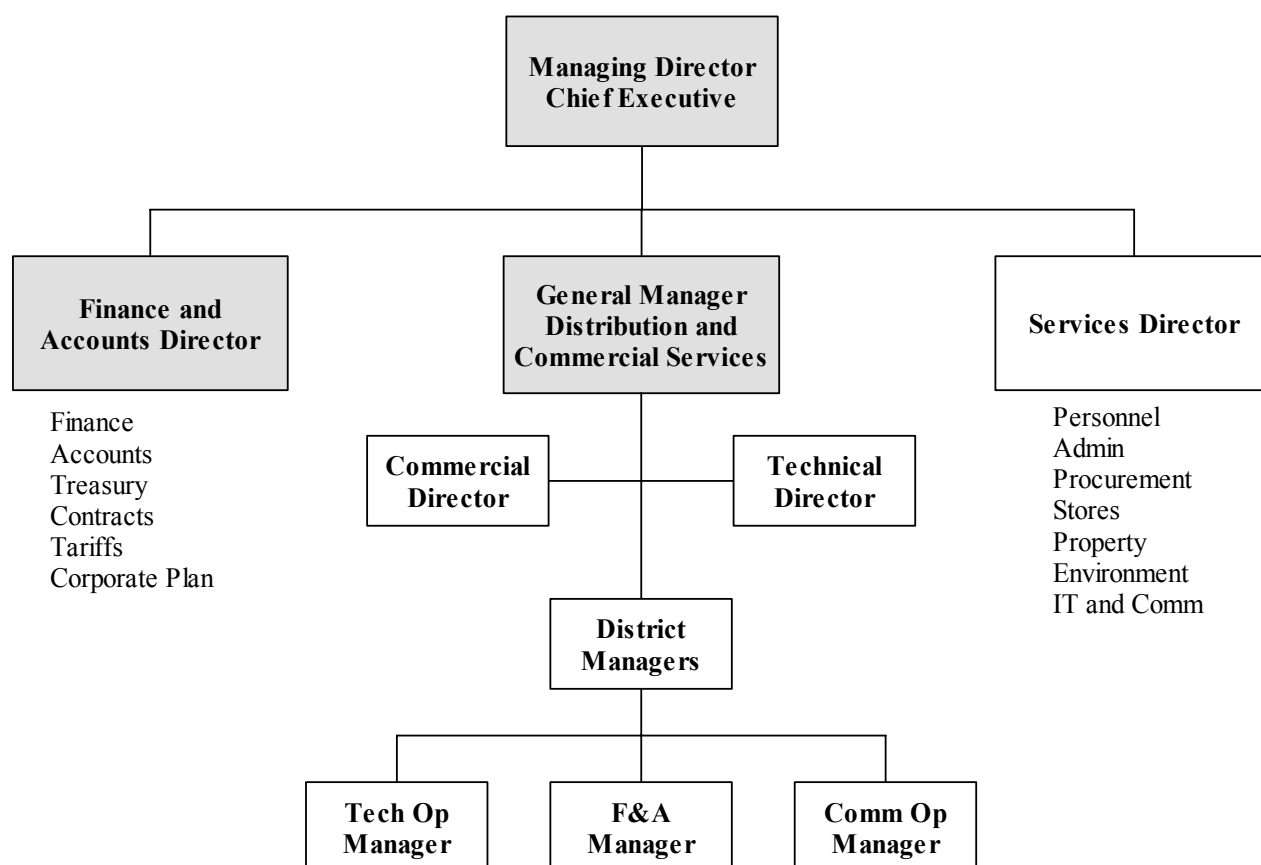 Managing Director
Chief Executive
Finance and
Accounts Director
General Manager
Distribution and
Commercial Services
Services Director
Finance
Accounts
Treasury
Contracts
Tariffs
Corporate Plan
Commercial
Director
Technical
Director
Personnel
Admin
Procurement
Stores
Property
Environment
IT and Comm
District
Managers
Tech Op
Manager
F&A
Manager
Comm Op
Manager